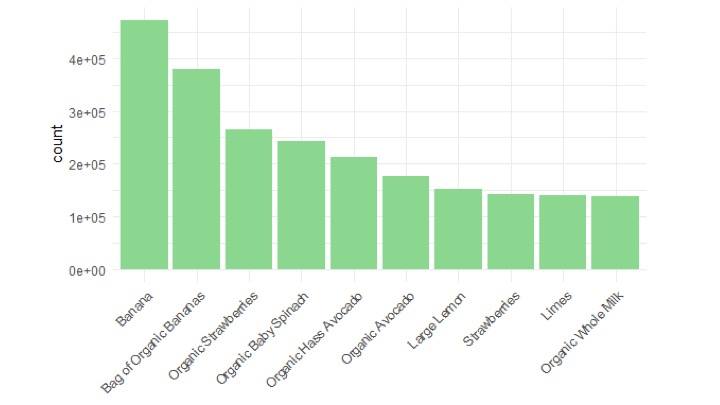 count
4e+05
3e+05
2e+05
1e+05
0e+00
Banana
Bag of Organic Bananas
Organic Strawberries
Organic Baby Spinach
Organic Hass Avocado
Organic Avocado
Large Lemon
Strawberries
Limes
Organic Whole Milk